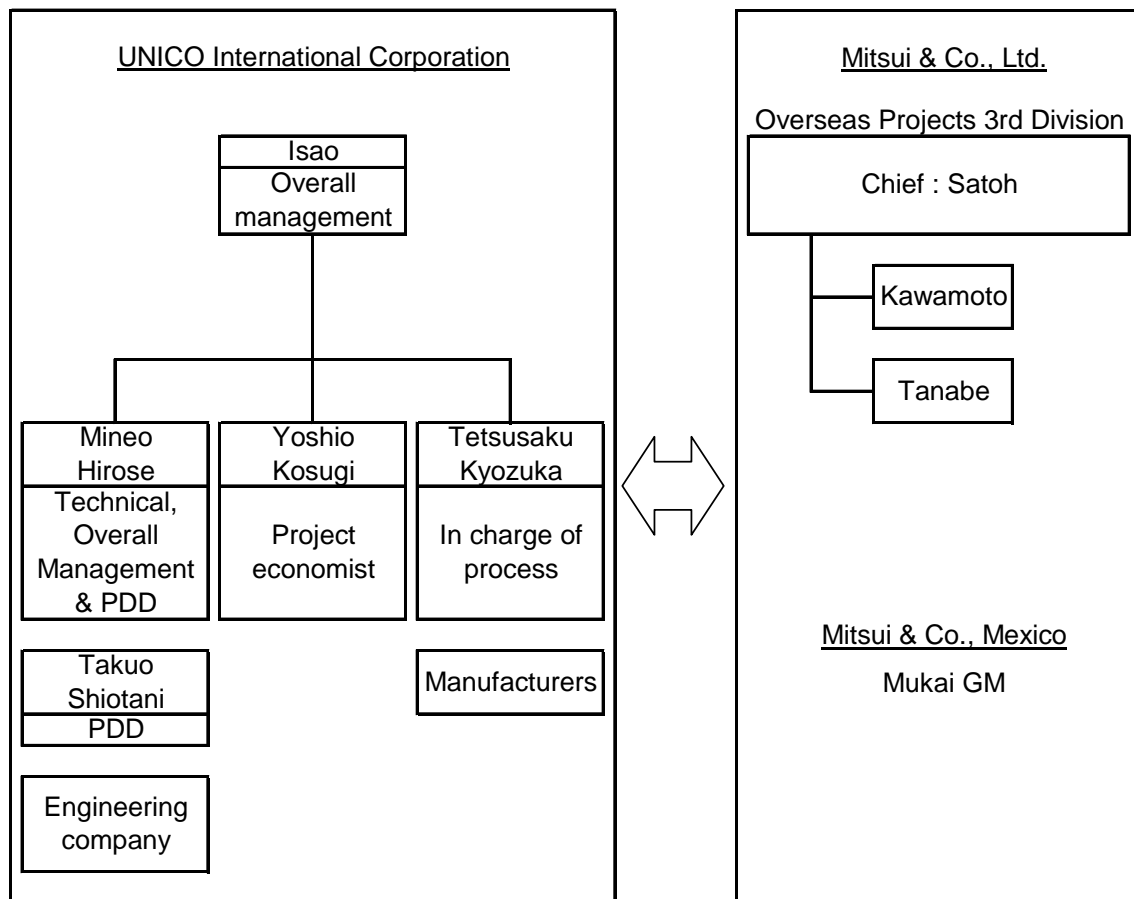 UNICO International Corporation
Isao
Overall
management
Mineo
Hirose
Technical,
Overall
Management
& PDD
Yoshio
Kosugi
Project
economist
Tetsusaku
Kyozuka
In charge of
process
Takuo
Shiotani
PDD
Manufacturers
Engineering
company
Mitsui & Co., Ltd.
Overseas Projects 3rd Division
Chief : Satoh
Kawamoto
Tanabe
Mitsui & Co., Mexico
Mukai GM